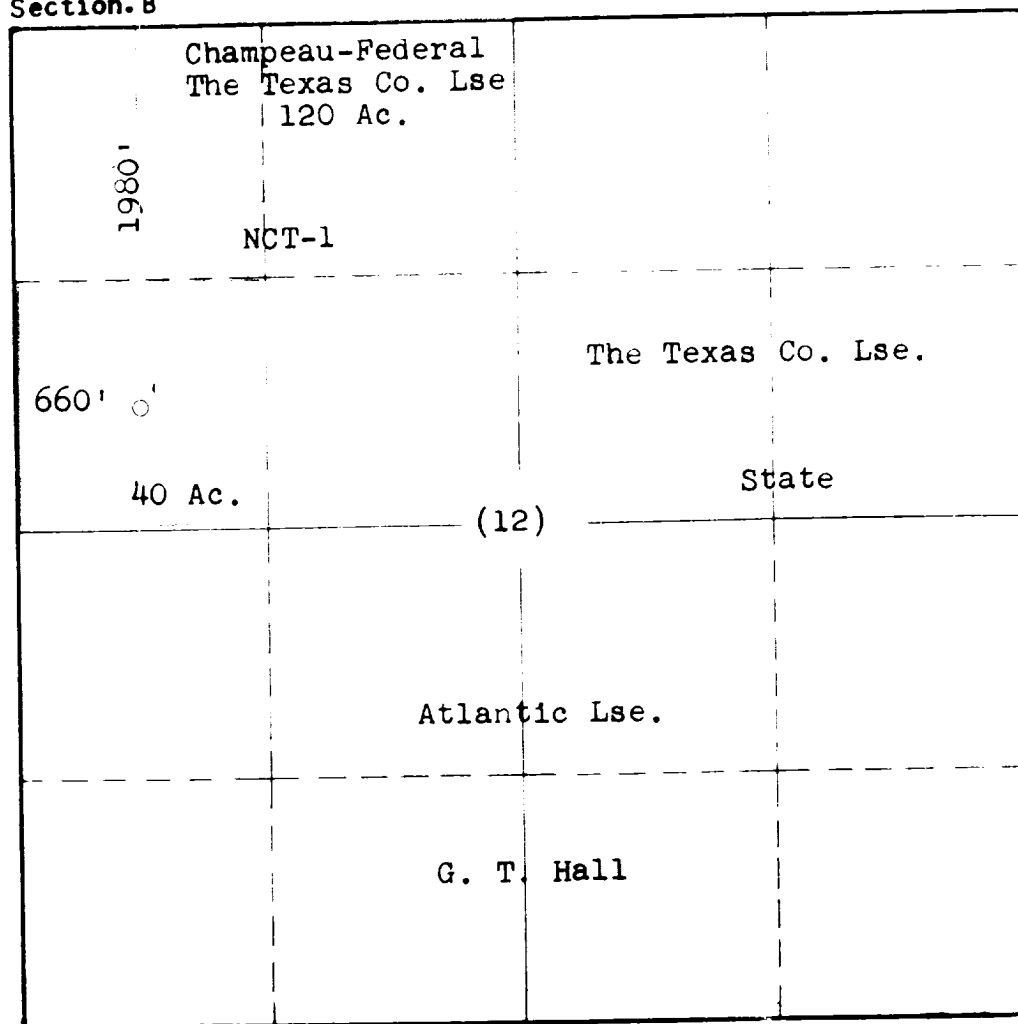 Section. B
Champeau-Federal
The Texas Co. Lse
120 Ac.
1980'
NCT-1
The Texas Co. Lse.
660'
40 Ac.
State
(12)
Atlantic Lse.
G. T. Hall